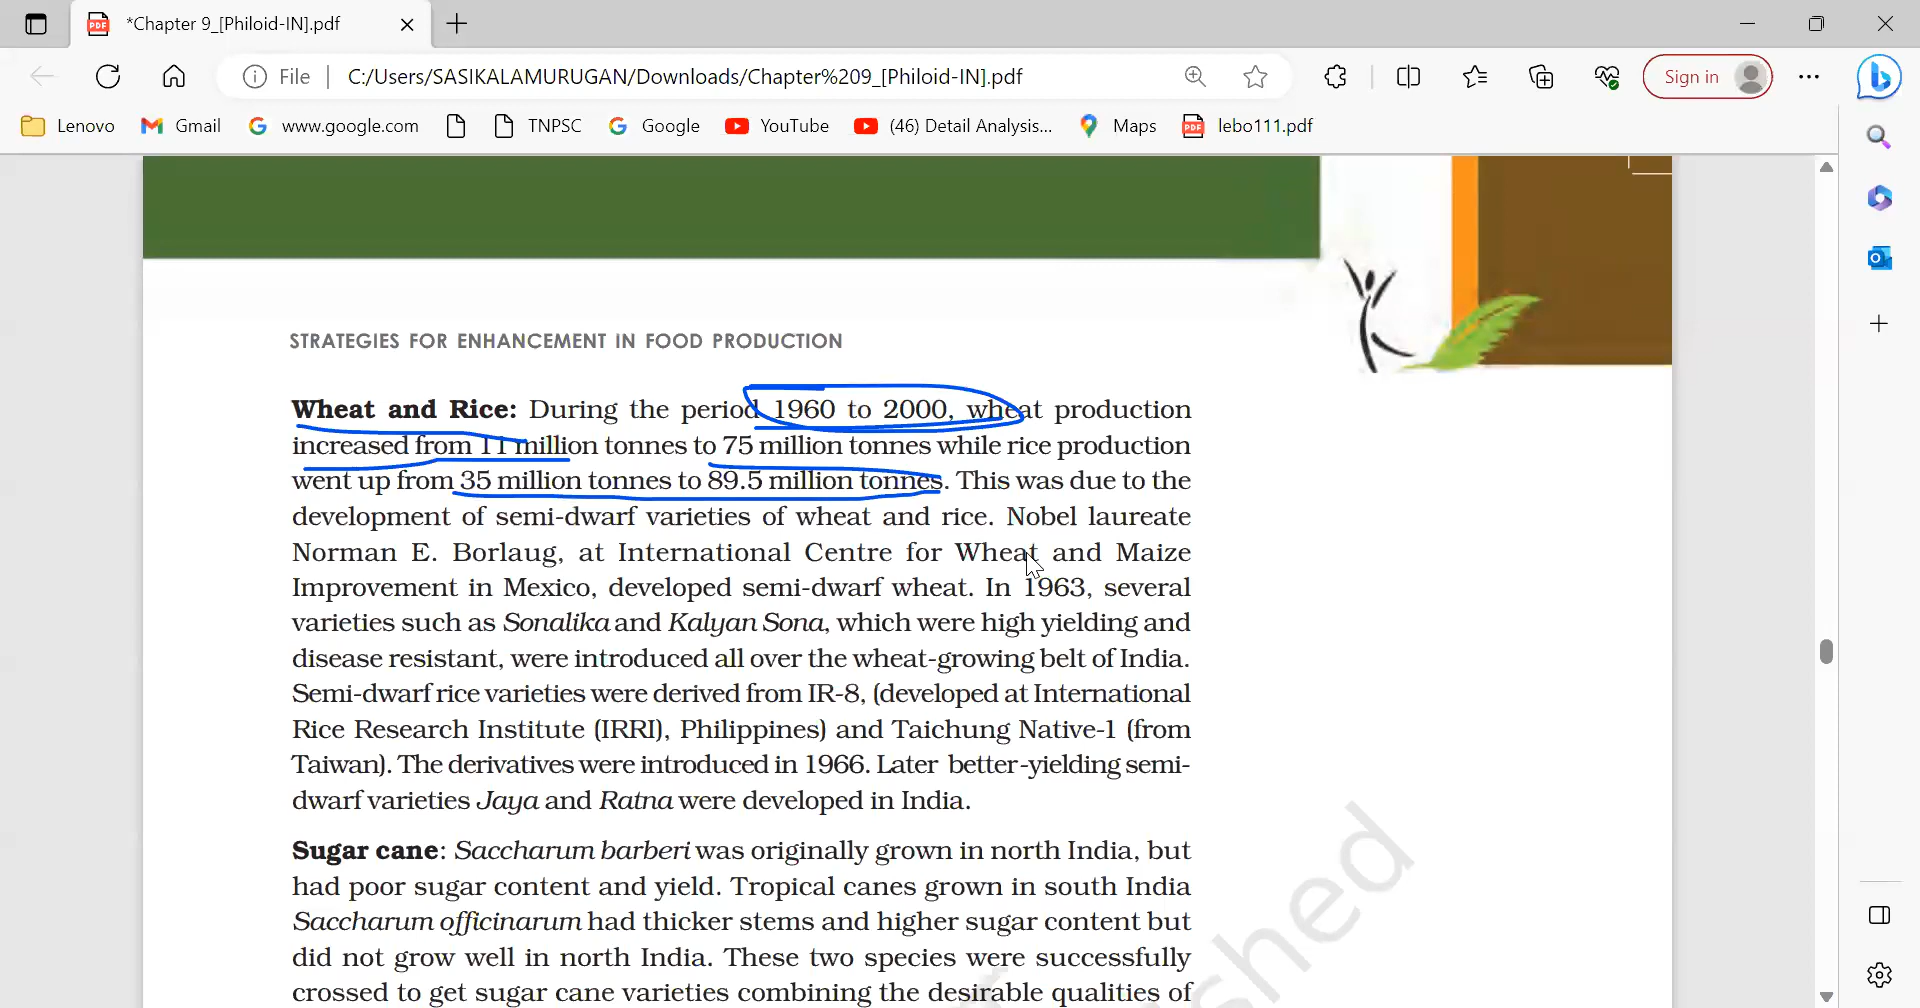 *Chapter 9_[Philoid-IN].pdf
File
C:/Users/SASIKALAMURUGAN/Downloads/Chapter%209_[Philoid-IN].pdf
Sign in
Lenovo
Gmail
www.google.com
TNPSC
Google
YouTube
(46) Detail Analysis...
Maps
lebo111.pdf
STRATEGIES FOR ENHANCEMENT IN FOOD PRODUCTION
Wheat and Rice: During the period 1960 to 2000, wheat production
increased from 11 million tonnes to 75 million tonnes while rice production
went up from 35 million tonnes to 89.5 million tonnes. This was due to the
development of semi-dwarf varieties of wheat and rice. Nobel laureate
Norman E. Borlaug, at International Centre for Wheat and Maize
Improvement in Mexico, developed semi-dwarf wheat. In 1963, several
varieties such as Sonalika and Kalyan Sona, which were high yielding and
disease resistant, were introduced all over the wheat-growing belt of India.
Semi-dwarf rice varieties were derived from IR-8, (developed at International
Rice Research Institute (IRRI), Philippines) and Taichung Native-1 (from
Taiwan). The derivatives were introduced in 1966. Later better-yielding semi-
dwarf varieties Jaya and Ratna were developed in India.
Sugar cane: Saccharum barberi was originally grown in north India, but
had poor sugar content and yield. Tropical canes grown in south India
Saccharum officinarum had thicker stems and higher sugar content but
did not grow well in north India. These two species were successfully
crossed to get sugar cane varieties combining the desirable qualities of